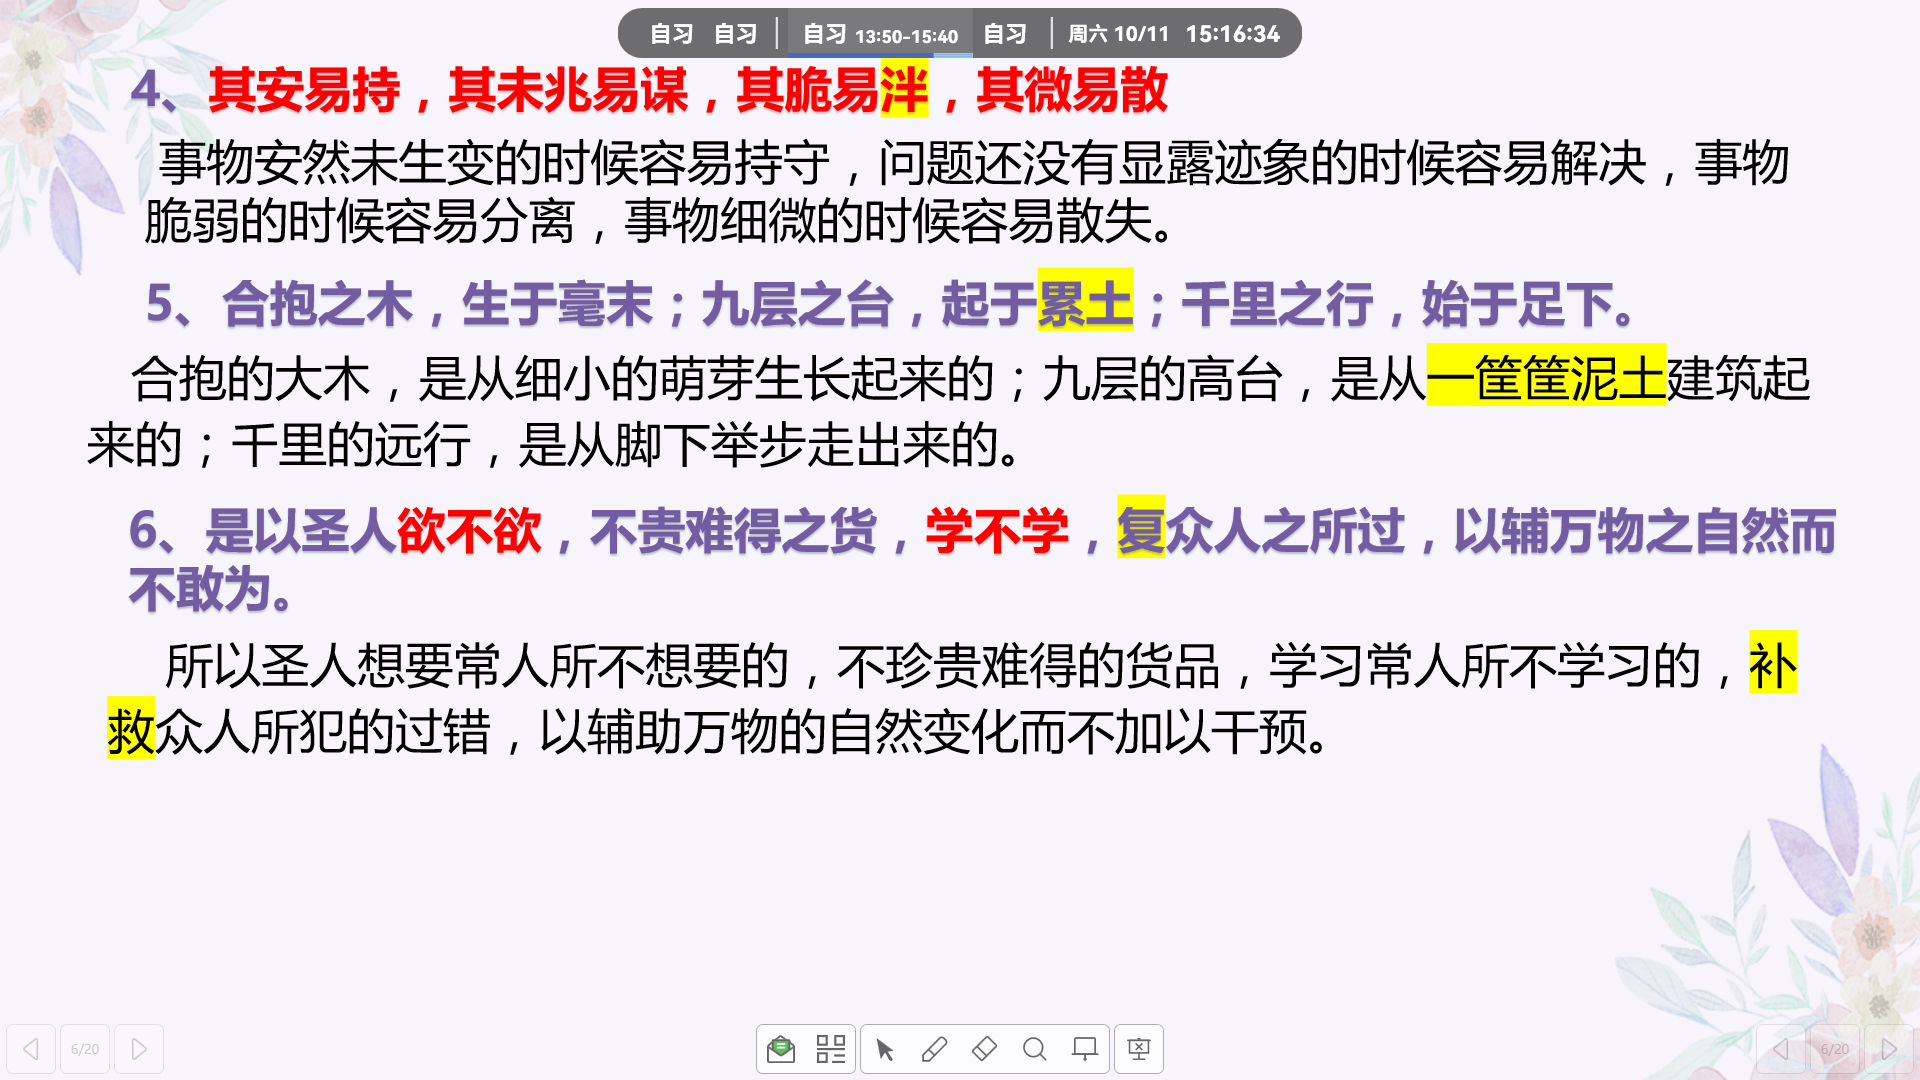 自习 自习 自习 13:50-15:40 自习 周六 10/11 15:16:34
4、其安易持，其未兆易谋，其脆易泮，其微易散
事物安然未生变的时候容易持守，问题还没有显露迹象的时候容易解决，事物
脆弱的时候容易分离，事物细微的时候容易散失。
5、合抱之木，生于毫末；九层之台，起于累土；千里之行，始于足下。
合抱的大木，是从细小的萌芽生长起来的；九层的高台，是从一筐筐泥土建筑起
来的；千里的远行，是从脚下举步走出来的。
6、是以圣人欲不欲，不贵难得之货，学不学，复众人之所过，以辅万物之自然而
不敢为。
所以圣人想要常人所不想要的，不珍贵难得的货品，学习常人所不学习的，补
救众人所犯的过错，以辅助万物的自然变化而不加以干预。
6/20
6/20